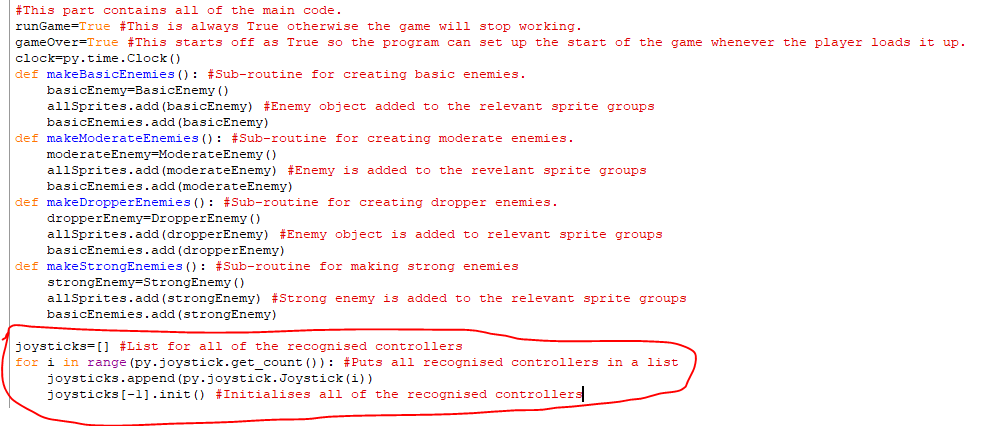 #This part contains all of the main code.
runGame=True #This is always True otherwise the game will stop working.
gameOver=True #This starts off as True so the program can set up the start of the game whenever the player loads it up.
clock=py.time.Clock()
def makeBasicEnemies(): #Sub-routine for creating basic enemies.
    basicEnemy=BasicEnemy()
    allSprites.add(basicEnemy) #Enemy object added to the relevant sprite groups
    basicEnemies.add(basicEnemy)
def makeModerateEnemies(): #Sub-routine for creating moderate enemies.
    moderateEnemy=ModerateEnemy()
    allSprites.add(moderateEnemy) #Enemy is added to the revelant sprite groups
    basicEnemies.add(moderateEnemy)
def makeDropperEnemies(): #Sub-routine for creating dropper enemies.
    dropperEnemy=DropperEnemy()
    allSprites.add(dropperEnemy) #Enemy object is added to relevant sprite groups
    basicEnemies.add(dropperEnemy)
def makeStrongEnemies(): #Sub-routine for making strong enemies
    strongEnemy=StrongEnemy()
    allSprites.add(strongEnemy) #Strong enemy is added to the relevant sprite groups
    basicEnemies.add(strongEnemy)
joysticks=[] #List for all of the recognised controllers
for i in range(py.joystick.get_count()): #Puts all recognised controllers in a list
    joysticks.append(py.joystick.Joystick(i))
    joysticks[-1].init() #Initialises all of the recognised controllers